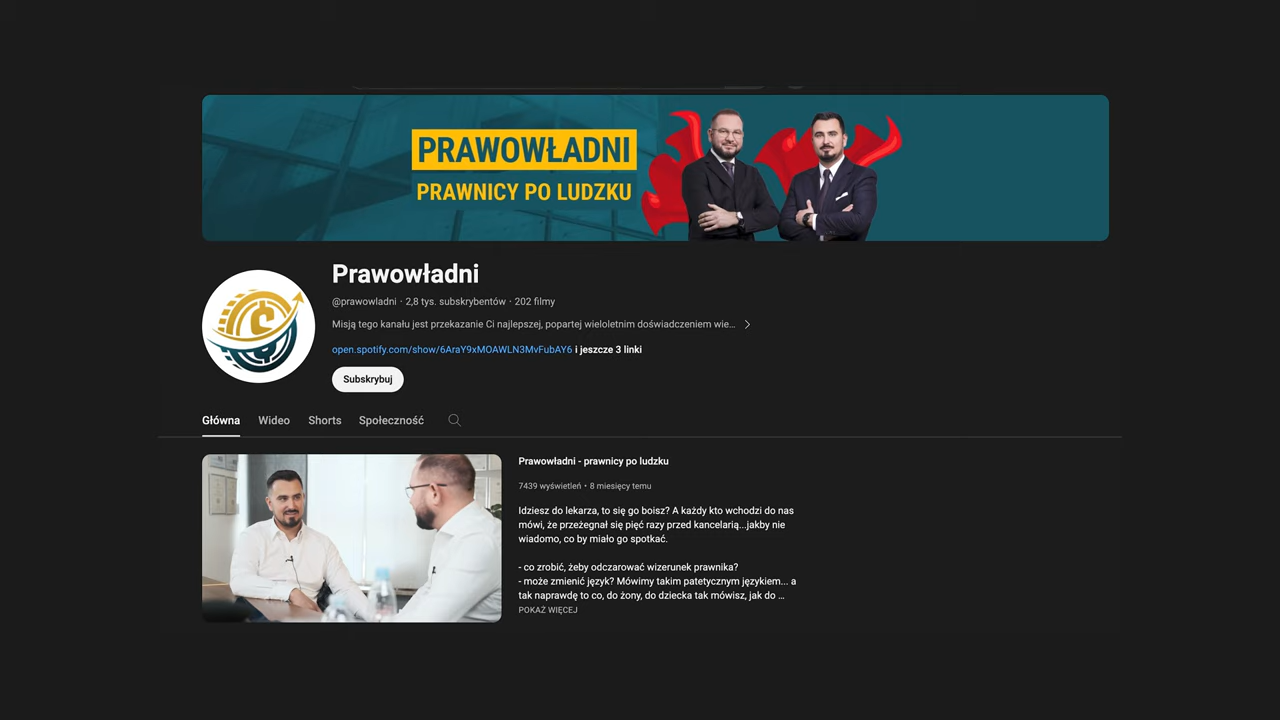 PRAWOWŁADNI
PRAWNICY PO LUDZKU
Prawowładni
@prawowladni · 2,8 tys. subskrybentów · 202 filmy
Misją tego kanału jest przekazanie Ci najlepszej, popartej wieloletnim doświadczeniem wie...
open.spotify.com/show/6AraY9xMOAWLN3MvFubAY6 i jeszcze 3 linki
Subskrybuj
Główna Wideo Shorts Społeczność
Prawowładni - prawnicy po ludzku
7439 wyświetleń • 8 miesięcy temu
Idziesz do lekarza, to się go boisz? A każdy kto wchodzi do nas
mówi, że przeżegnał się pięć razy przed kancelarią...jakby nie
wiadomo, co by miało go spotkać.
- co zrobić, żeby odczarować wizerunek prawnika?
- może zmienić język? Mówimy takim patetycznym językiem... a
tak naprawdę to co, do żony, do dziecka tak mówisz, jak do ...
POKAŻ WIĘCEJ